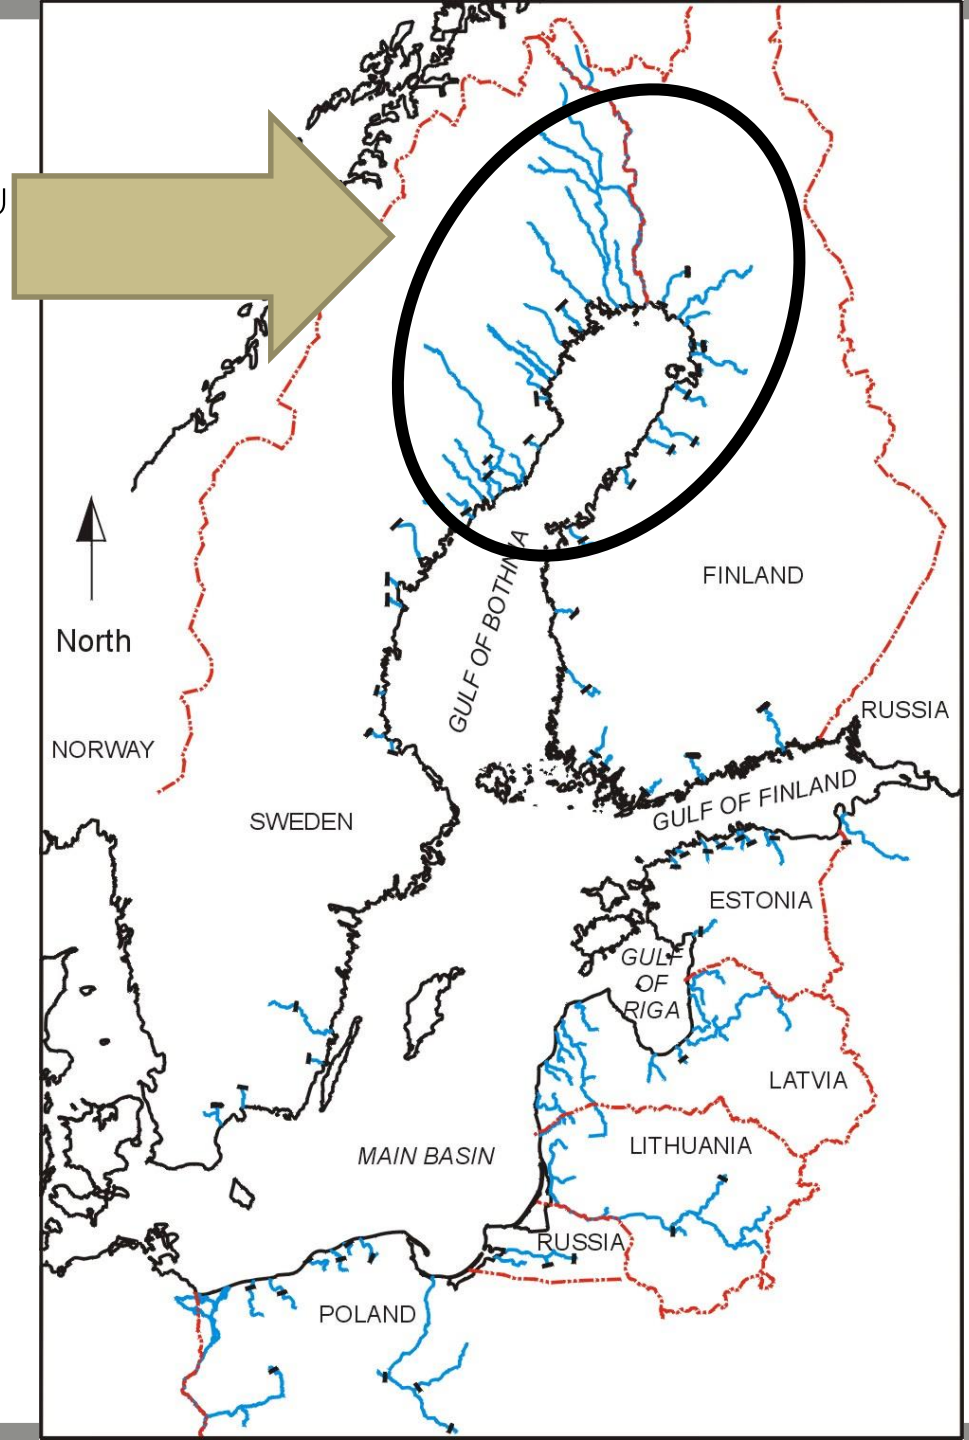 North
NORWAY
SWEDEN
FINLAND
RUSSIA
GULF OF BOTHNIA
GULF OF FINLAND
ESTONIA
GULF
OF
RIGA
LATVIA
LITHUANIA
MAIN BASIN
RUSSIA
POLAND